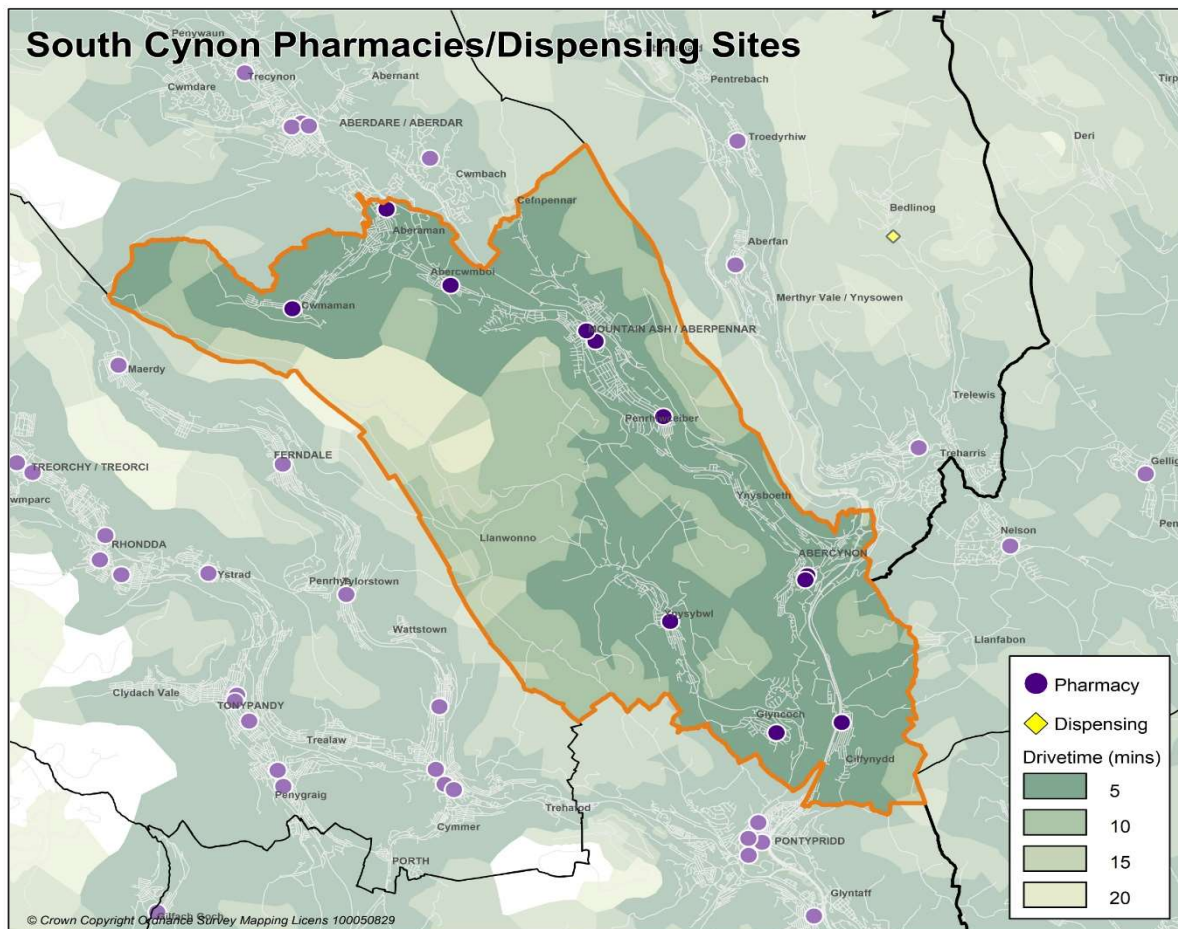 South Cynon Pharmacies/Dispensing Sites
Penywaun
Trecynon
Abernant
Pentrebach
Cwmdare
ABERDARE / ABERDAR
Troedyrhiw
Deri
Cwmbach
Cefnpennar
Bedlinog
Aberaman
Aberfan
Abercwmboi
Merthyr Vale / Ynysowen
Cwmaman
MOUNTAIN ASH / ABERPENNAR
Maerdy
Trelewis
Penrhiwceiber
FERNDALE
Treharris
TREORCHY / TREORCI
Ynysboeth
Nelson
Llanwonno
ABERCYNON
RHONDDA
Ystrad
Tylorstown
Ynysybwl
Wattstown
Llanfabon
Clydach Vale
TONYPANDY
Glyncoch
Trealaw
Cilfynydd
Penygraig
Trehafod
Cymmer
PONTYPRIDD
PORTH
Glyntaff
Gilfach Goch
Pharmacy
Dispensing
Drivetime (mins)
5
10
15
20
© Crown Copyright Ordnance Survey Mapping Licens 100050829